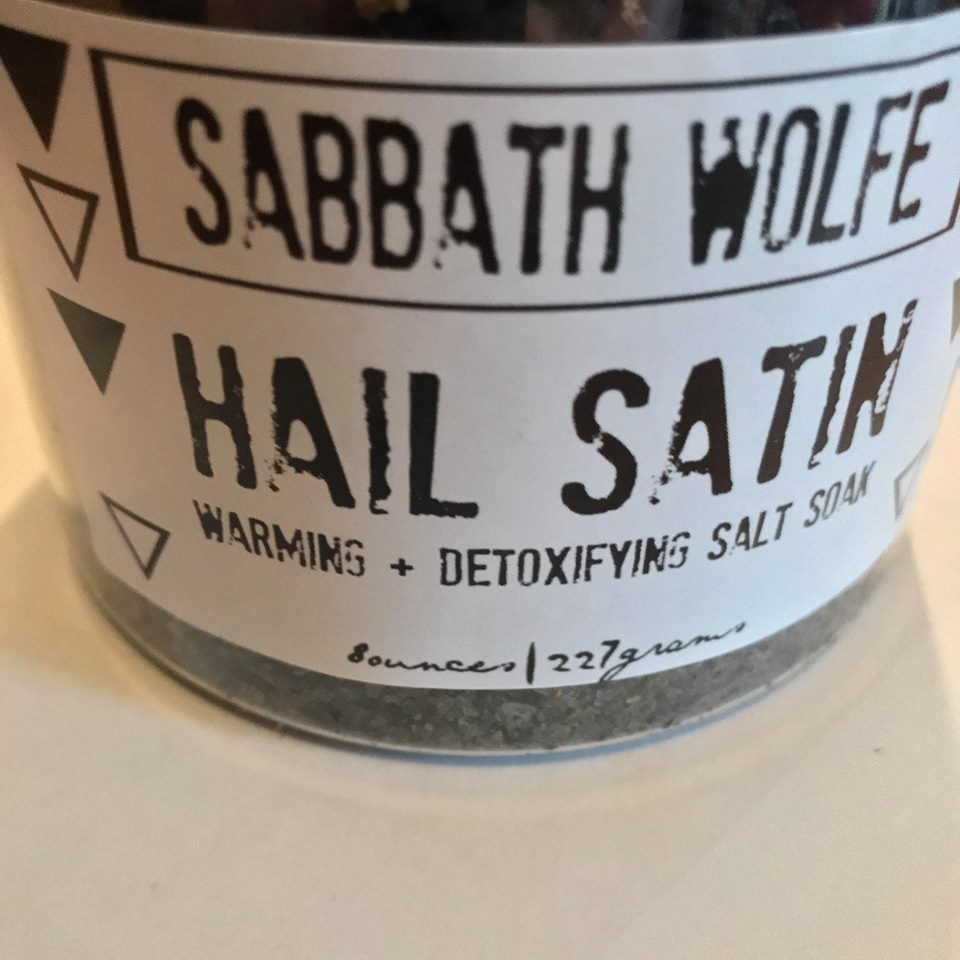 SABBATH WOLFE
HAIL SATIN
WARMING + DETOXIFYING SALT SOAK
8ounces|227grams